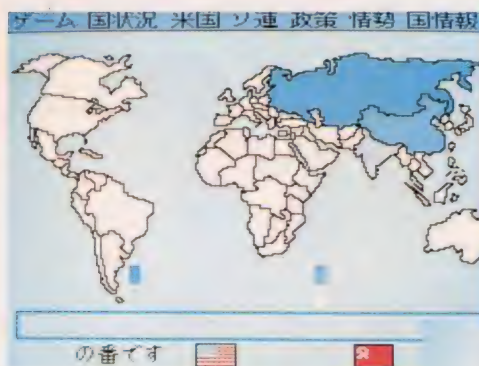 ゲーム 国状況 米国 ソ連 政策 情勢 国情報
の番です